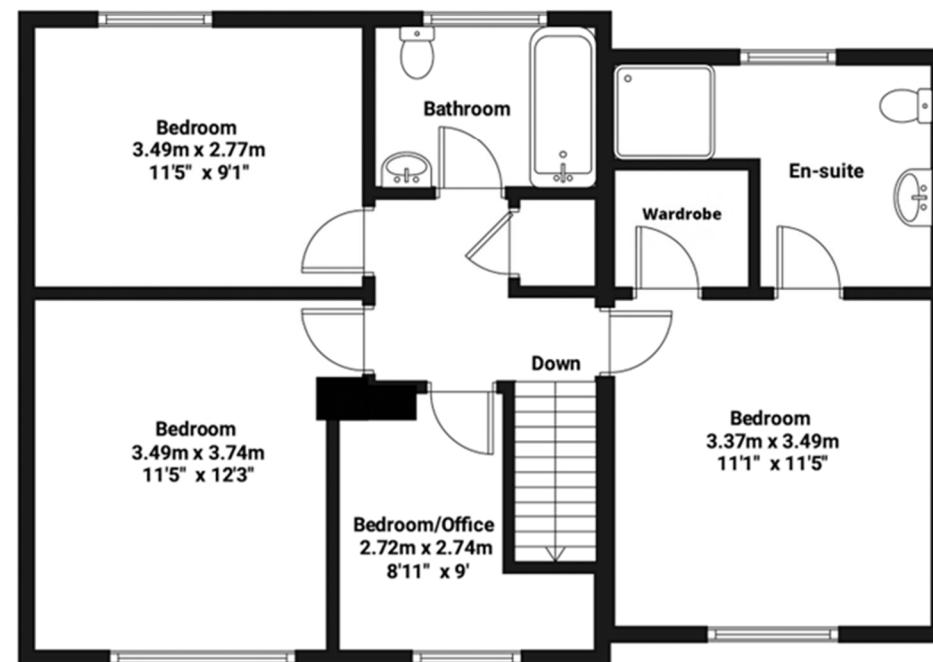 Bedroom
3.49m x 2.77m
11'5" x 9'1"
Bathroom
En-suite
Wardrobe
Down
Bedroom
3.49m x 3.74m
11'5" x 12'3"
Bedroom
3.37m x 3.49m
11'1" x 11'5"
Bedroom/Office
2.72m x 2.74m
8'11" x 9'